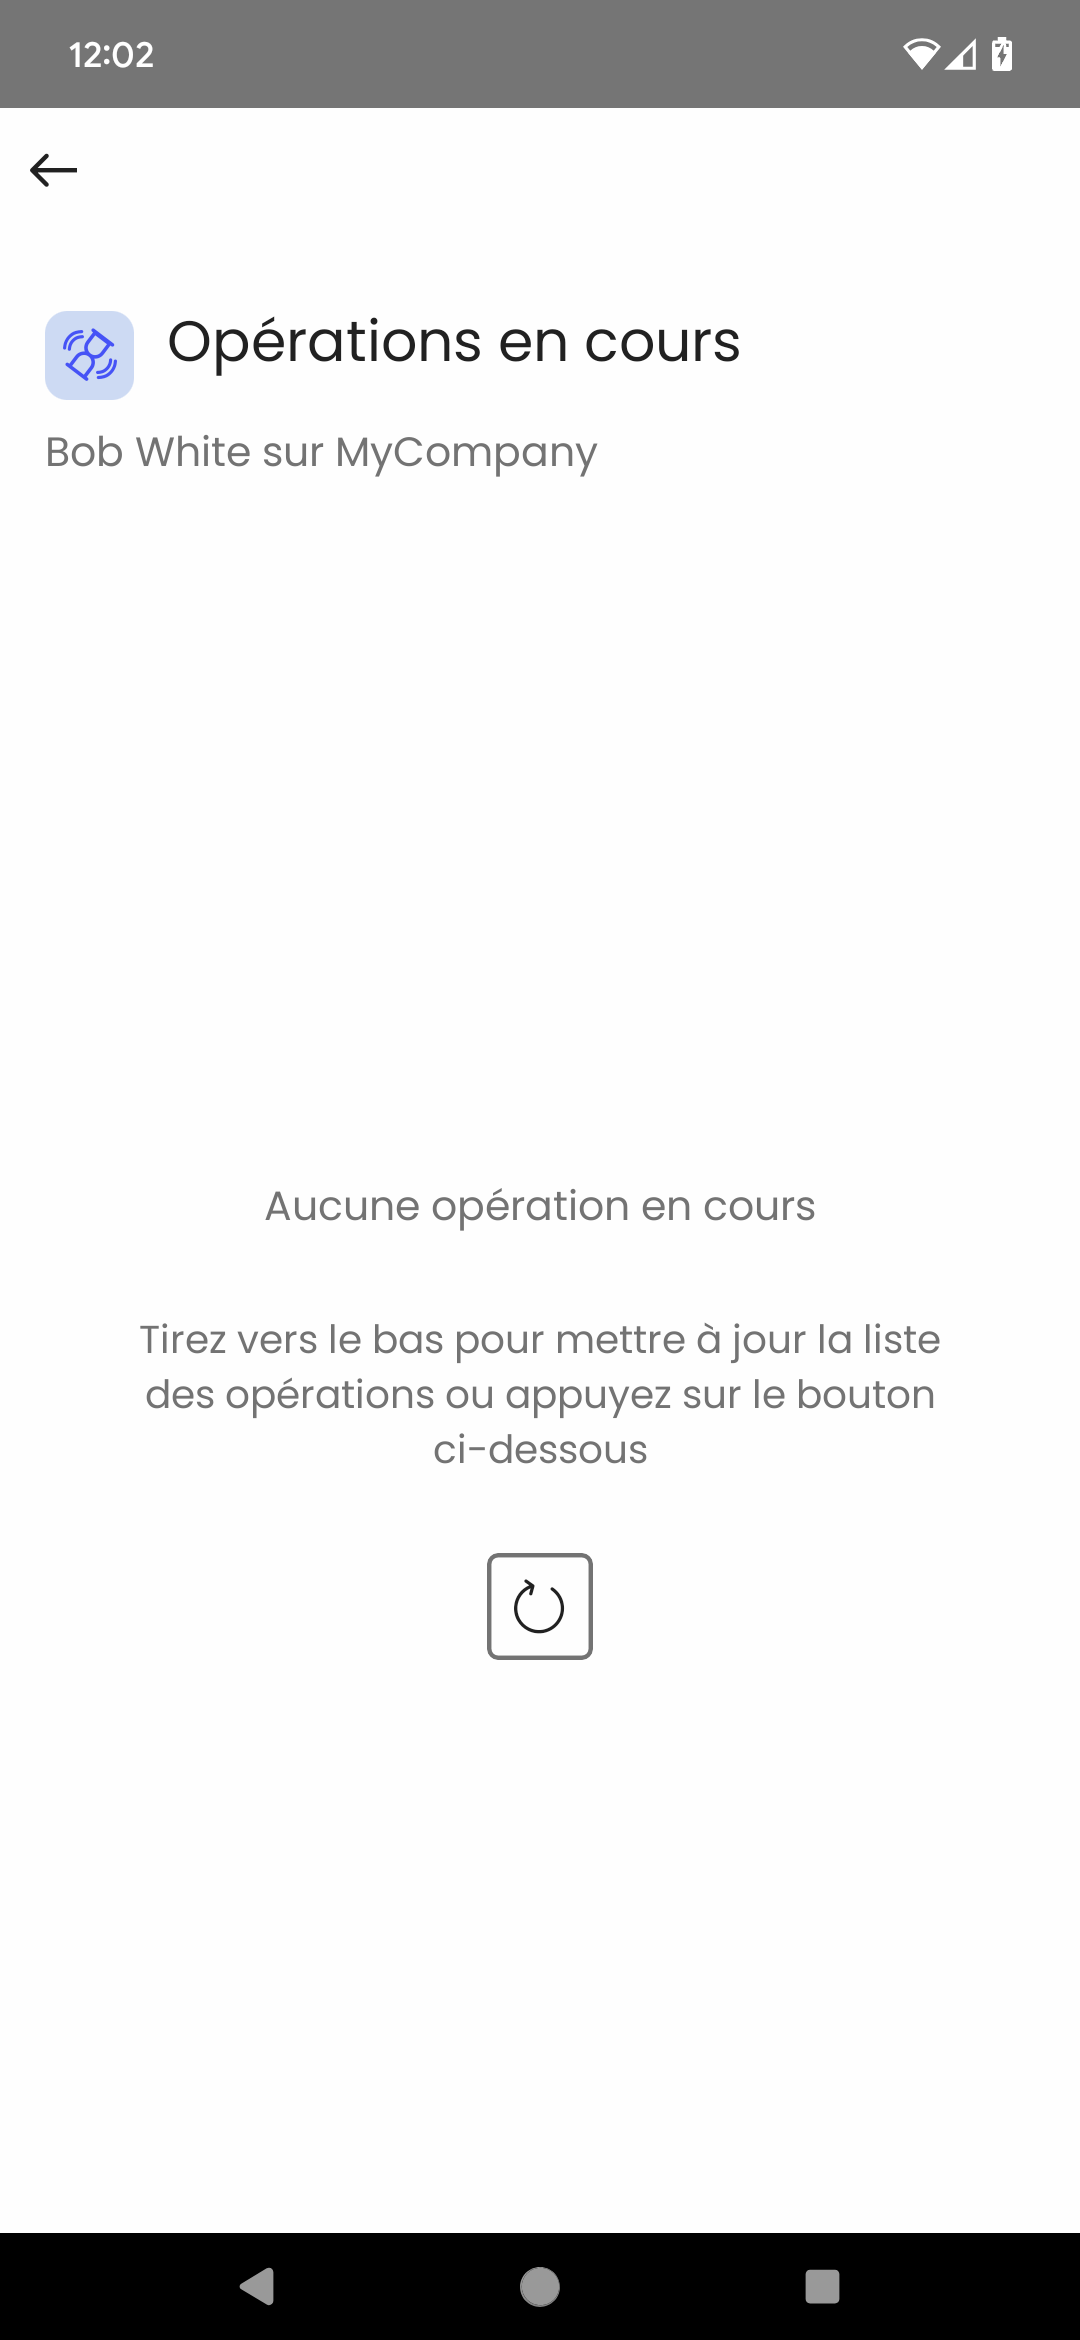 12:02
Opérations en cours
Bob White sur MyCompany
Aucune opération en cours
Tirez vers le bas pour mettre à jour la liste
des opérations ou appuyez sur le bouton
ci-dessous